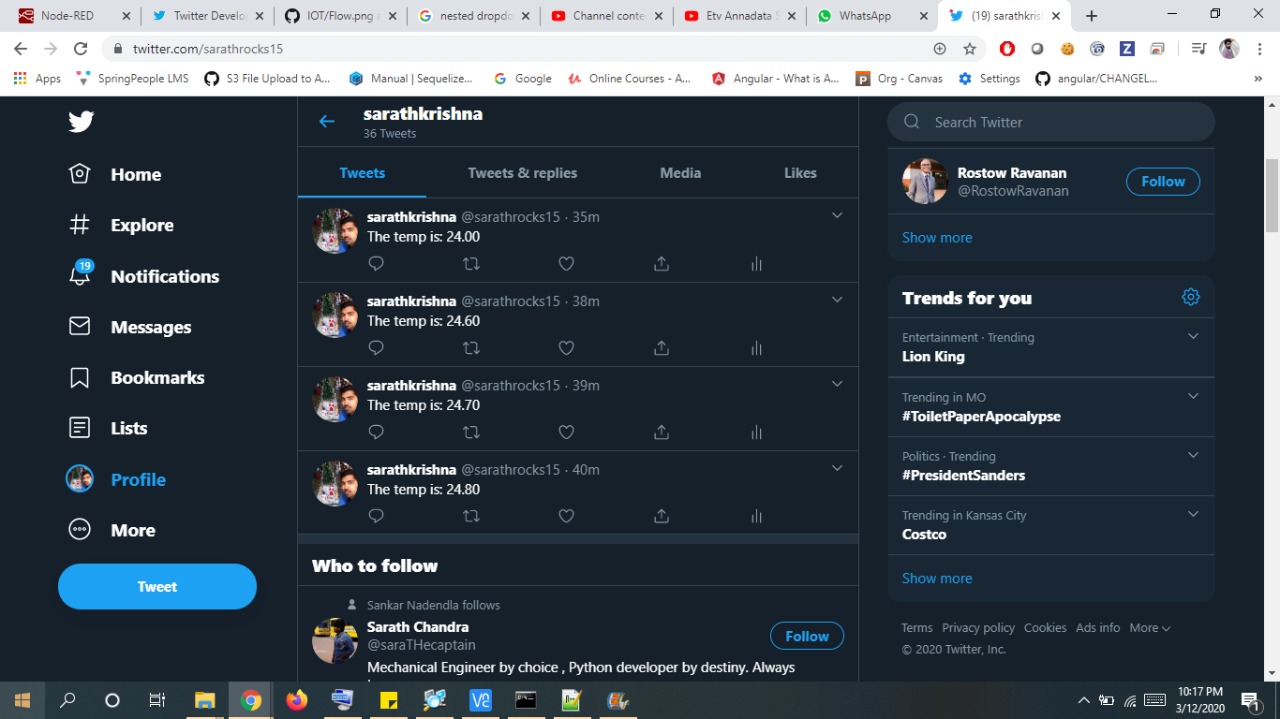 Node-RED
Twitter Develo
IOT/Flow.png a
nested dropdo
Channel conte
Etv Annadata S
WhatsApp
(19) sarathkris
twitter.com/sarathrocks15
Apps
SpringPeople LMS
S3 File Upload to A...
Manual | Sequelize...
Google
Online Courses - A...
Angular - What is A...
Org - Canvas
Settings
angular/CHANGEL...
Home
Explore
19
Notifications
Messages
Bookmarks
Lists
Profile
More
Tweet
sarathkrishna
36 Tweets
Tweets
Tweets & replies
Media
Likes
sarathkrishna @sarathrocks15 · 35m
The temp is: 24.00
sarathkrishna @sarathrocks15 · 38m
The temp is: 24.60
sarathkrishna @sarathrocks15 · 39m
The temp is: 24.70
sarathkrishna @sarathrocks15 · 40m
The temp is: 24.80
Who to follow
Sankar Nadendla follows
Sarath Chandra
@saraTHecaptain
Follow
Mechanical Engineer by choice , Python developer by destiny. Always
Search Twitter
Rostow Ravanan
@RostowRavanan
Follow
Show more
Trends for you
Entertainment · Trending
Lion King
Trending in MO
#ToiletPaperApocalypse
Politics · Trending
#PresidentSanders
Trending in Kansas City
Costco
Show more
Terms Privacy policy Cookies Ads info More
© 2020 Twitter, Inc.
10:17 PM
3/12/2020
1